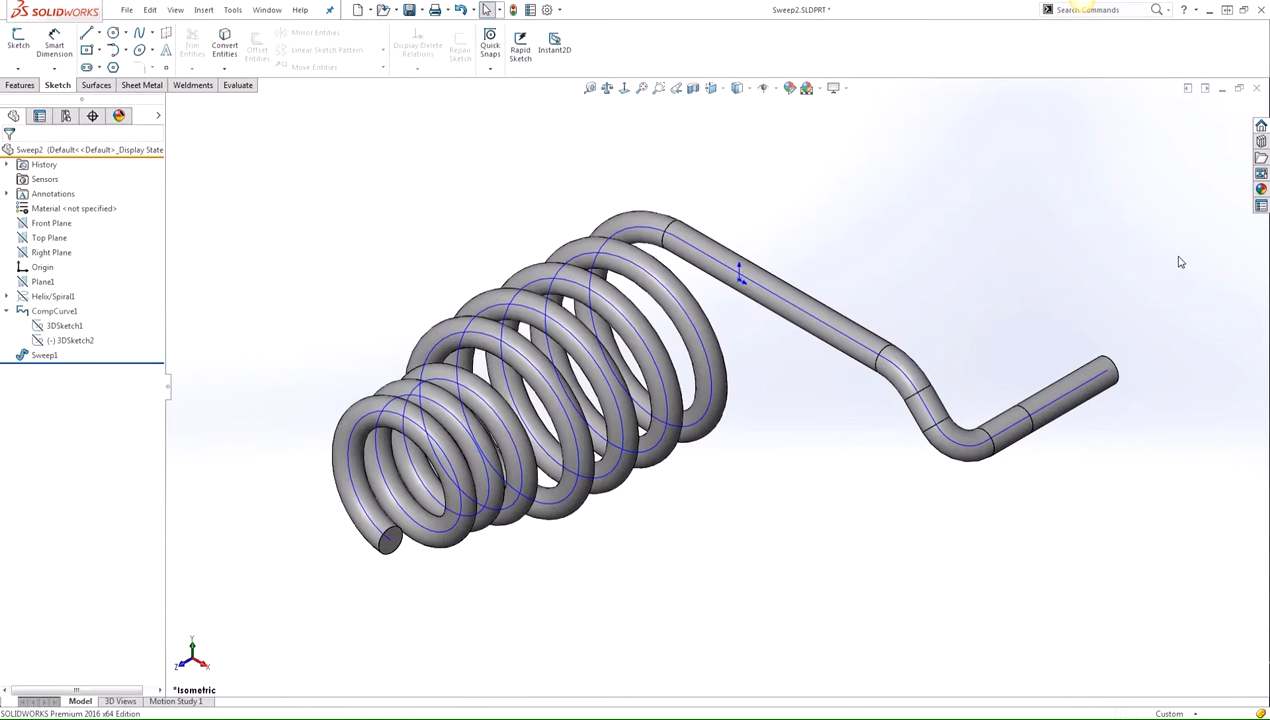 SOLIDWORKS File Edit View Insert Tools Window Help Sweep2.SLDPRT * Search Commands ?
Sketch Smart Dimension Trim Entities Convert Entities Offset Entities Mirror Entities Linear Sketch Pattern Move Entities Display/Delete Relations Repair Sketch Quick Snaps Rapid Sketch Instant2D
Features Sketch Surfaces Sheet Metal Weldments Evaluate
Sweep2 (Default<<Default>_Display State
History
Sensors
Annotations
Material <not specified>
Front Plane
Top Plane
Right Plane
Origin
Plane1
Helix/Spiral1
CompCurve1
3DSketch1
(-) 3DSketch2
Sweep1
Y
Z X
*Isometric
Model 3D Views Motion Study 1
SOLIDWORKS Premium 2016 x64 Edition Custom